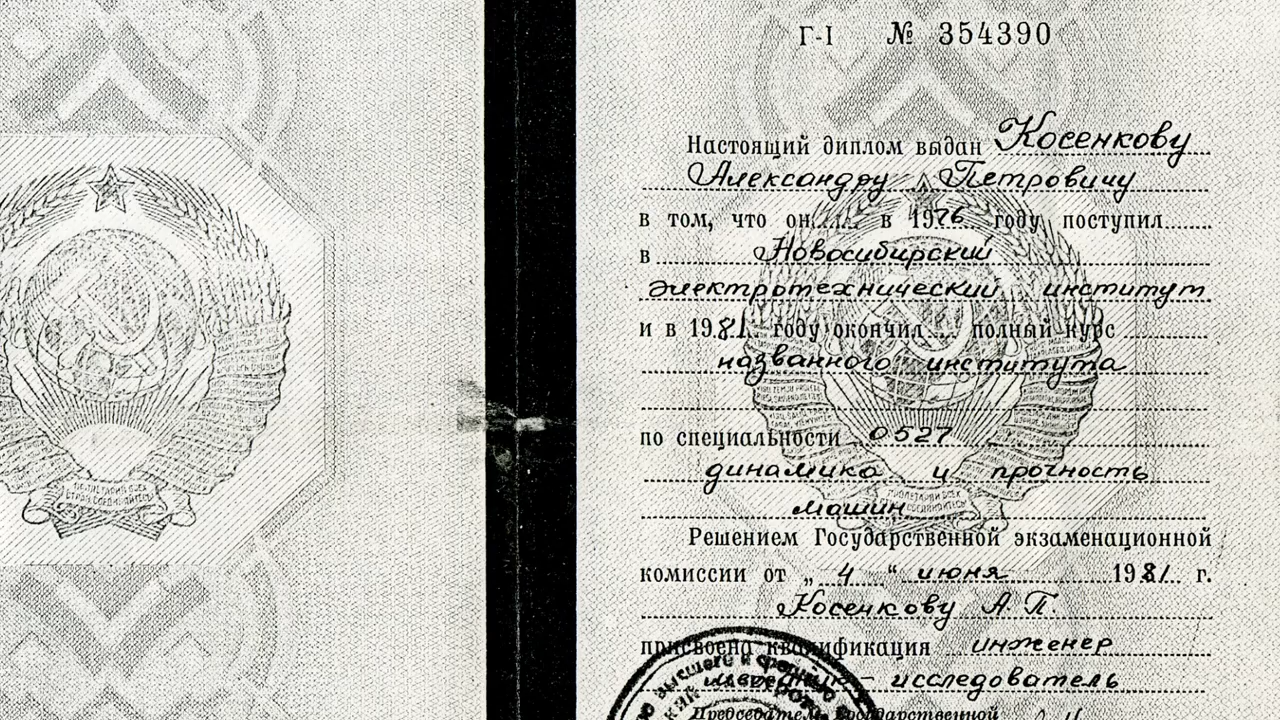 Г-I № 354390
Настоящий диплом выдан Косенкову
Александру Петровичу
в том, что он в 1976 году поступил
в Новосибирский
электротехнический институт
и в 1981 году окончил полный курс
названного института
по специальности 0527
динамика и прочность
машин
Решением Государственной экзаменационной
комиссии от „4“ июня 1981 г.
Косенкову А. П.
присвоена квалификация инженер
– исследователь
Председатель Государственной